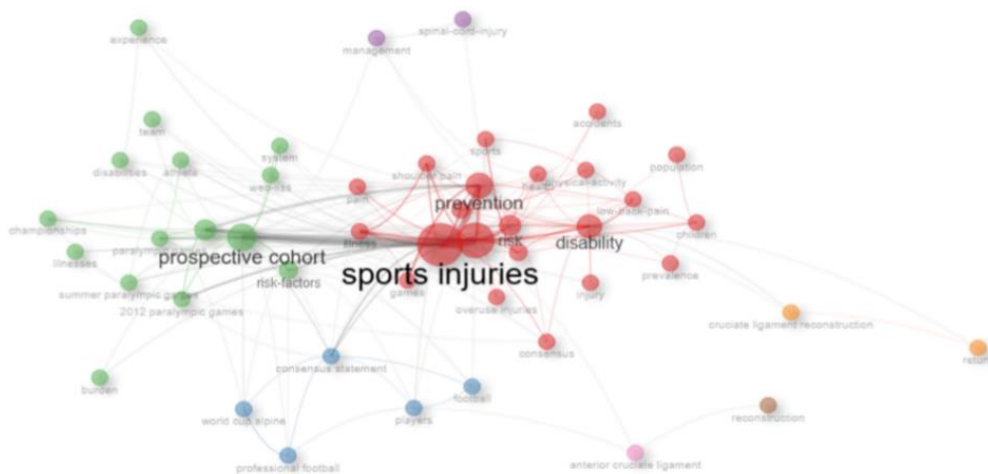 spinal-cord-injury
experience
management
accidents
team
sports
system
disabilities
athlete
shoulder pain
population
web-iss
health
physical-activity
pain
prevention
low-back-pain
championships
illness
risk
disability
children
paralympic games
prospective cohort
illnesses
sports injuries
prevalence
risk-factors
summer paralympic games
games
injury
2012 paralympic games
overuse injuries
cruciate ligament reconstruction
consensus
return
consensus statement
burden
football
world cup alpine
players
reconstruction
professional football
anterior cruciate ligament